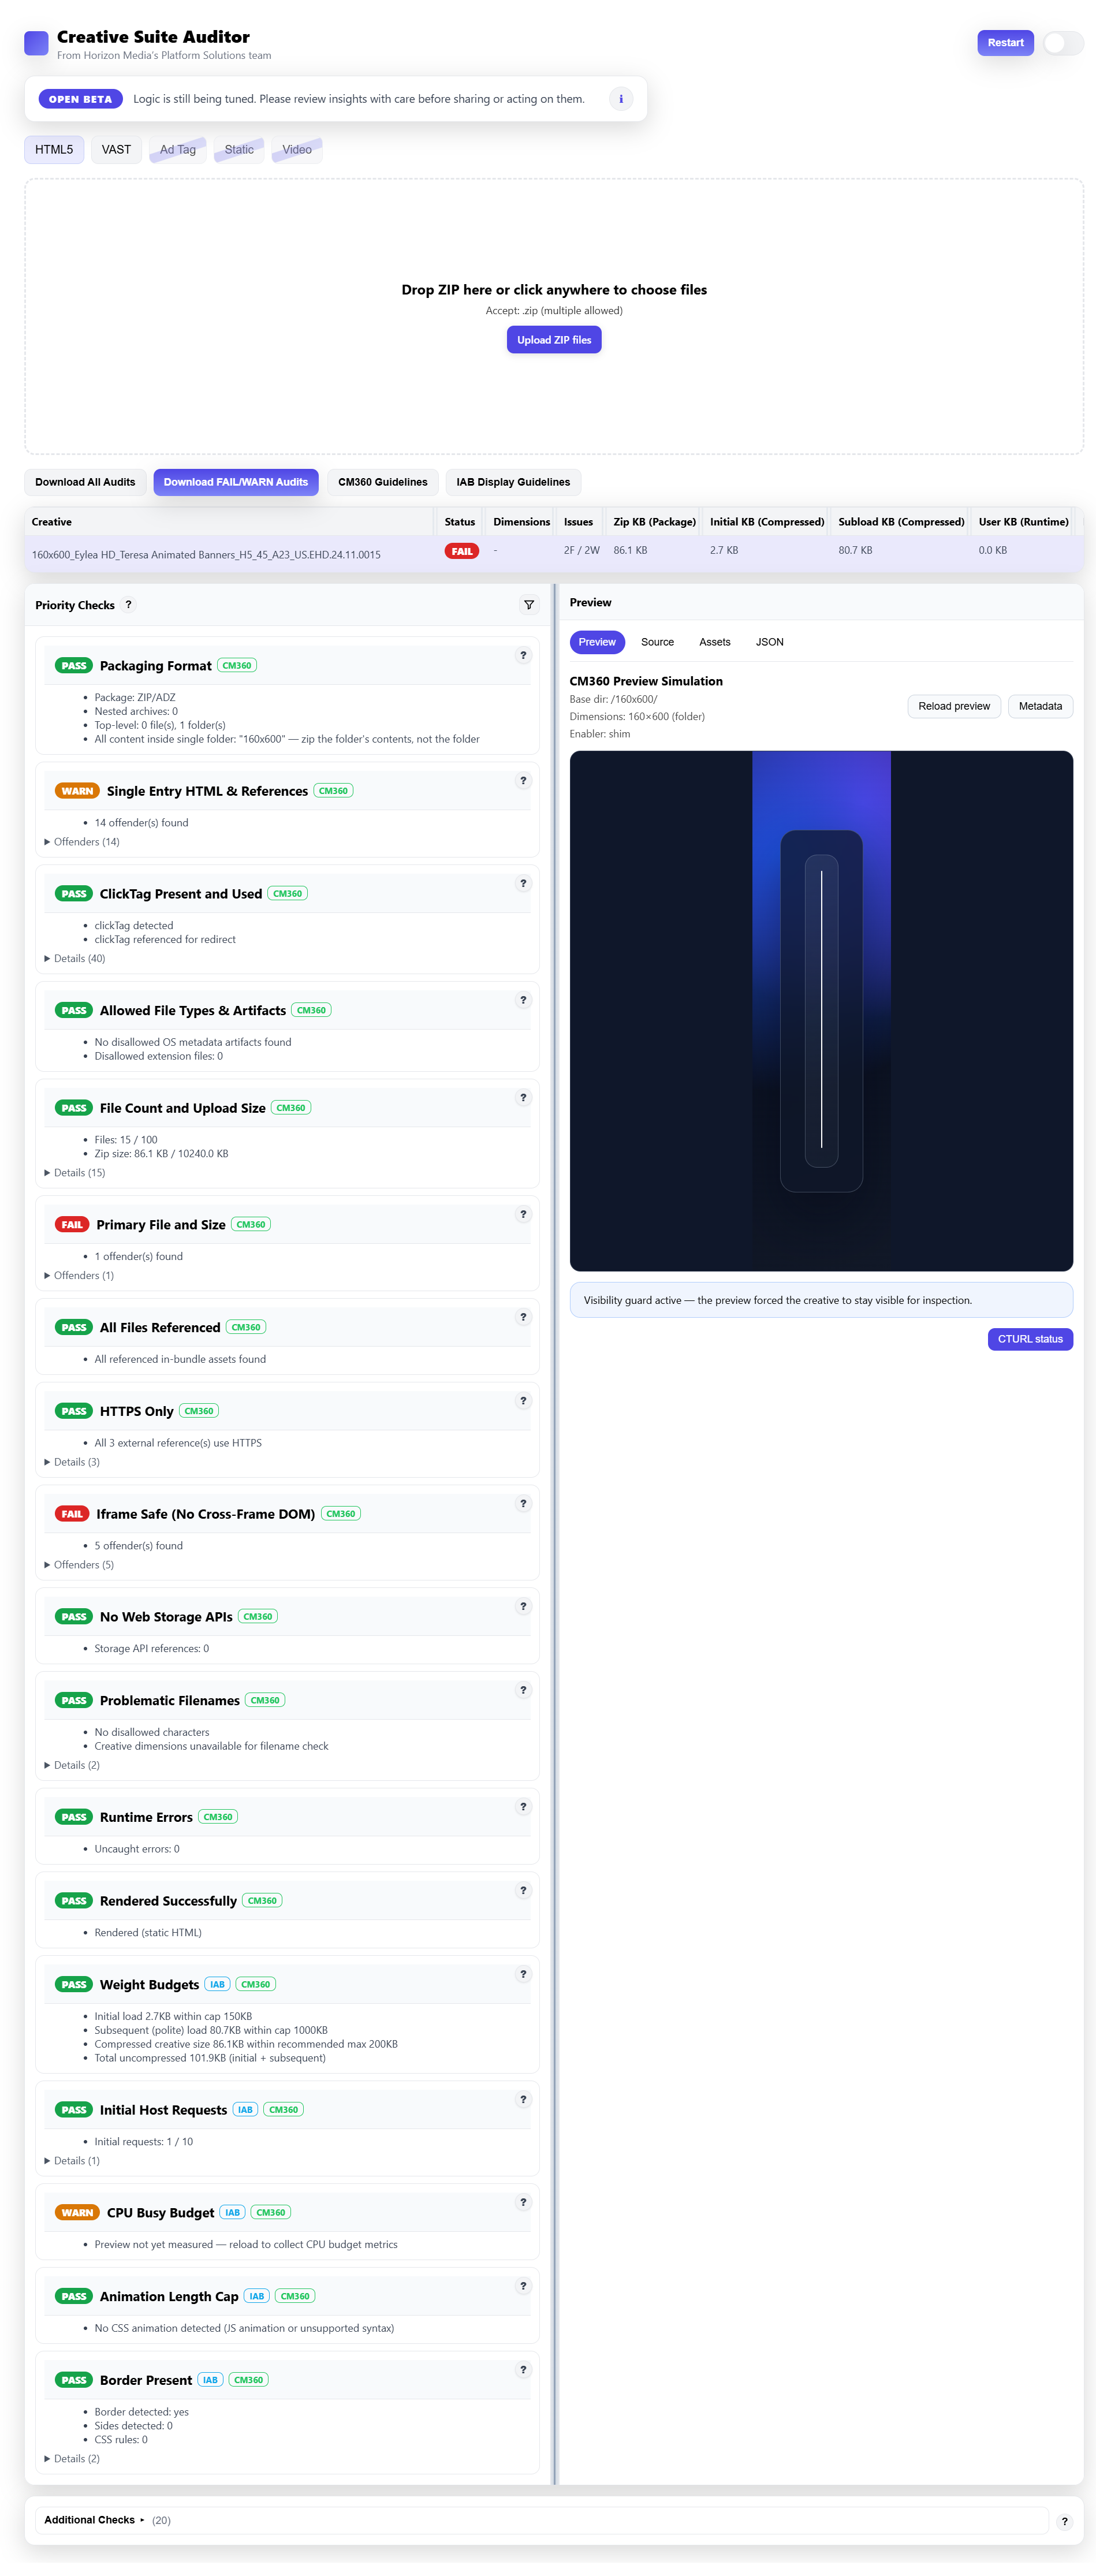 Creative Suite Auditor
From Horizon Media's Platform Solutions team
Restart
OPEN BETA
Logic is still being tuned. Please review insights with care before sharing or acting on them.
i
HTML5
VAST
Ad Tag
Static
Video
Drop ZIP here or click anywhere to choose files
Accept: .zip (multiple allowed)
Upload ZIP files
Download All Audits
Download FAIL/WARN Audits
CM360 Guidelines
IAB Display Guidelines
Creative Status Dimensions Issues Zip KB (Package) Initial KB (Compressed) Subload KB (Compressed) User KB (Runtime)
160x600_Eylea HD_Teresa Animated Banners_H5_45_A23_US.EHD.24.11.0015 FAIL - 2F / 2W 86.1 KB 2.7 KB 80.7 KB 0.0 KB
Priority Checks ?
PASS Packaging Format CM360 ?
• Package: ZIP/ADZ
• Nested archives: 0
• Top-level: 0 file(s), 1 folder(s)
• All content inside single folder: "160x600" — zip the folder's contents, not the folder
WARN Single Entry HTML & References CM360 ?
• 14 offender(s) found
▶ Offenders (14)
PASS ClickTag Present and Used CM360 ?
• clickTag detected
• clickTag referenced for redirect
▶ Details (40)
PASS Allowed File Types & Artifacts CM360 ?
• No disallowed OS metadata artifacts found
• Disallowed extension files: 0
PASS File Count and Upload Size CM360 ?
• Files: 15 / 100
• Zip size: 86.1 KB / 10240.0 KB
▶ Details (15)
FAIL Primary File and Size CM360 ?
• 1 offender(s) found
▶ Offenders (1)
PASS All Files Referenced CM360 ?
• All referenced in-bundle assets found
PASS HTTPS Only CM360 ?
• All 3 external reference(s) use HTTPS
▶ Details (3)
FAIL Iframe Safe (No Cross-Frame DOM) CM360 ?
• 5 offender(s) found
▶ Offenders (5)
PASS No Web Storage APIs CM360 ?
• Storage API references: 0
PASS Problematic Filenames CM360 ?
• No disallowed characters
• Creative dimensions unavailable for filename check
▶ Details (2)
PASS Runtime Errors CM360 ?
• Uncaught errors: 0
PASS Rendered Successfully CM360 ?
• Rendered (static HTML)
PASS Weight Budgets IAB CM360 ?
• Initial load 2.7KB within cap 150KB
• Subsequent (polite) load 80.7KB within cap 1000KB
• Compressed creative size 86.1KB within recommended max 200KB
• Total uncompressed 101.9KB (initial + subsequent)
PASS Initial Host Requests IAB CM360 ?
• Initial requests: 1 / 10
▶ Details (1)
WARN CPU Busy Budget IAB CM360 ?
• Preview not yet measured — reload to collect CPU budget metrics
PASS Animation Length Cap IAB CM360 ?
• No CSS animation detected (JS animation or unsupported syntax)
PASS Border Present IAB CM360 ?
• Border detected: yes
• Sides detected: 0
• CSS rules: 0
▶ Details (2)
Preview
Preview Source Assets JSON
CM360 Preview Simulation
Base dir: /160x600/
Dimensions: 160×600 (folder)
Enabler: shim
Reload preview
Metadata
Visibility guard active — the preview forced the creative to stay visible for inspection.
CTURL status
Additional Checks ▸ (20) ?